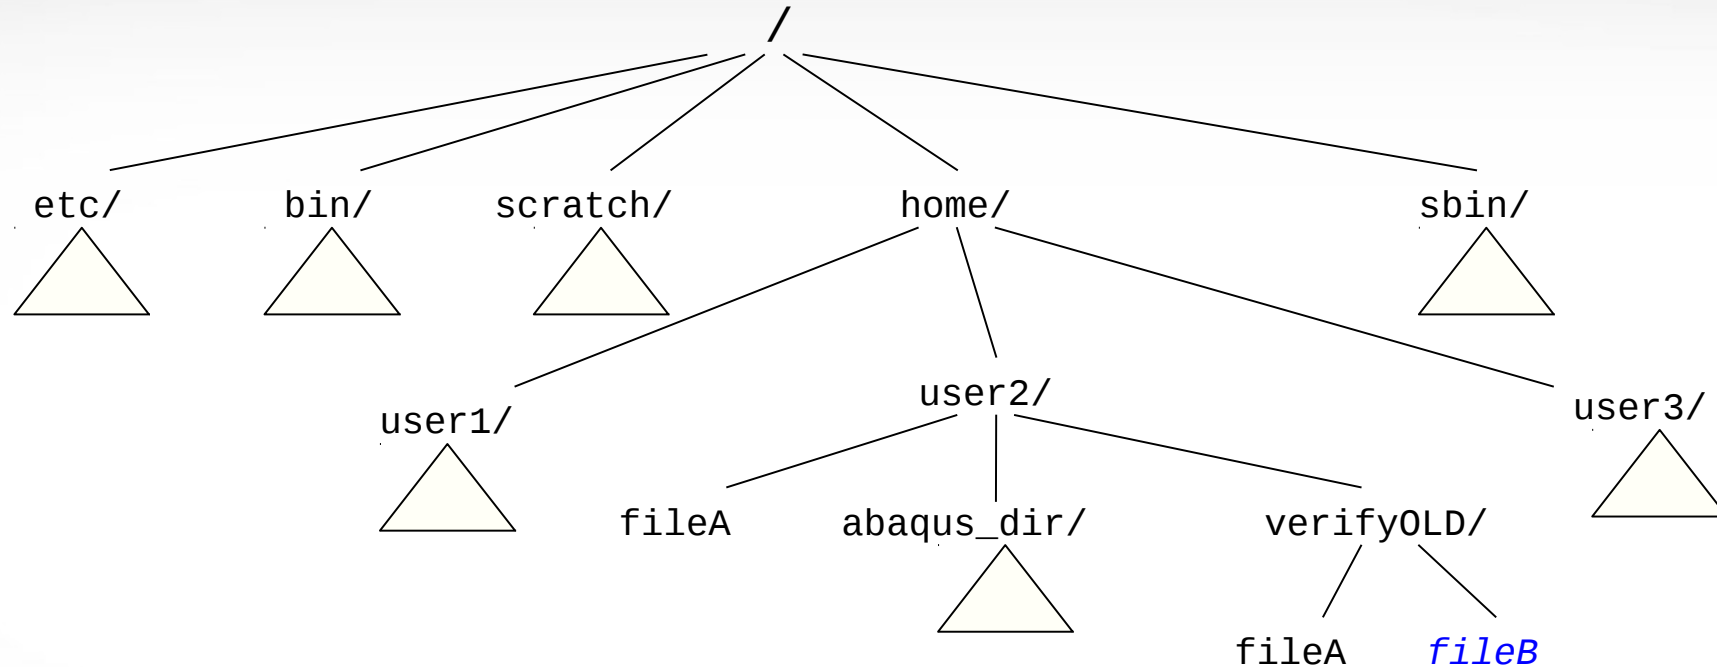 /
etc/ bin/ scratch/ home/ sbin/
user1/ user2/ user3/
fileA abaqus_dir/ verifyOLD/
fileA fileB